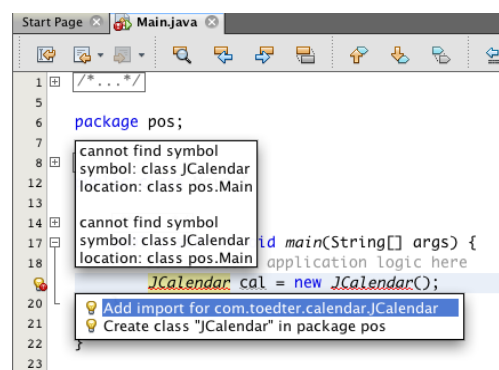 Start Page
Main.java
1 /*...*/
5
6 package pos;
7
8
12
13
14
17 id main(String[] args) {
18 application logic here
JCalendar cal = new JCalendar();
20
21
22 }
23
cannot find symbol
symbol: class JCalendar
location: class pos.Main
cannot find symbol
symbol: class JCalendar
location: class pos.Main
Add import for com.toedter.calendar.JCalendar
Create class "JCalendar" in package pos